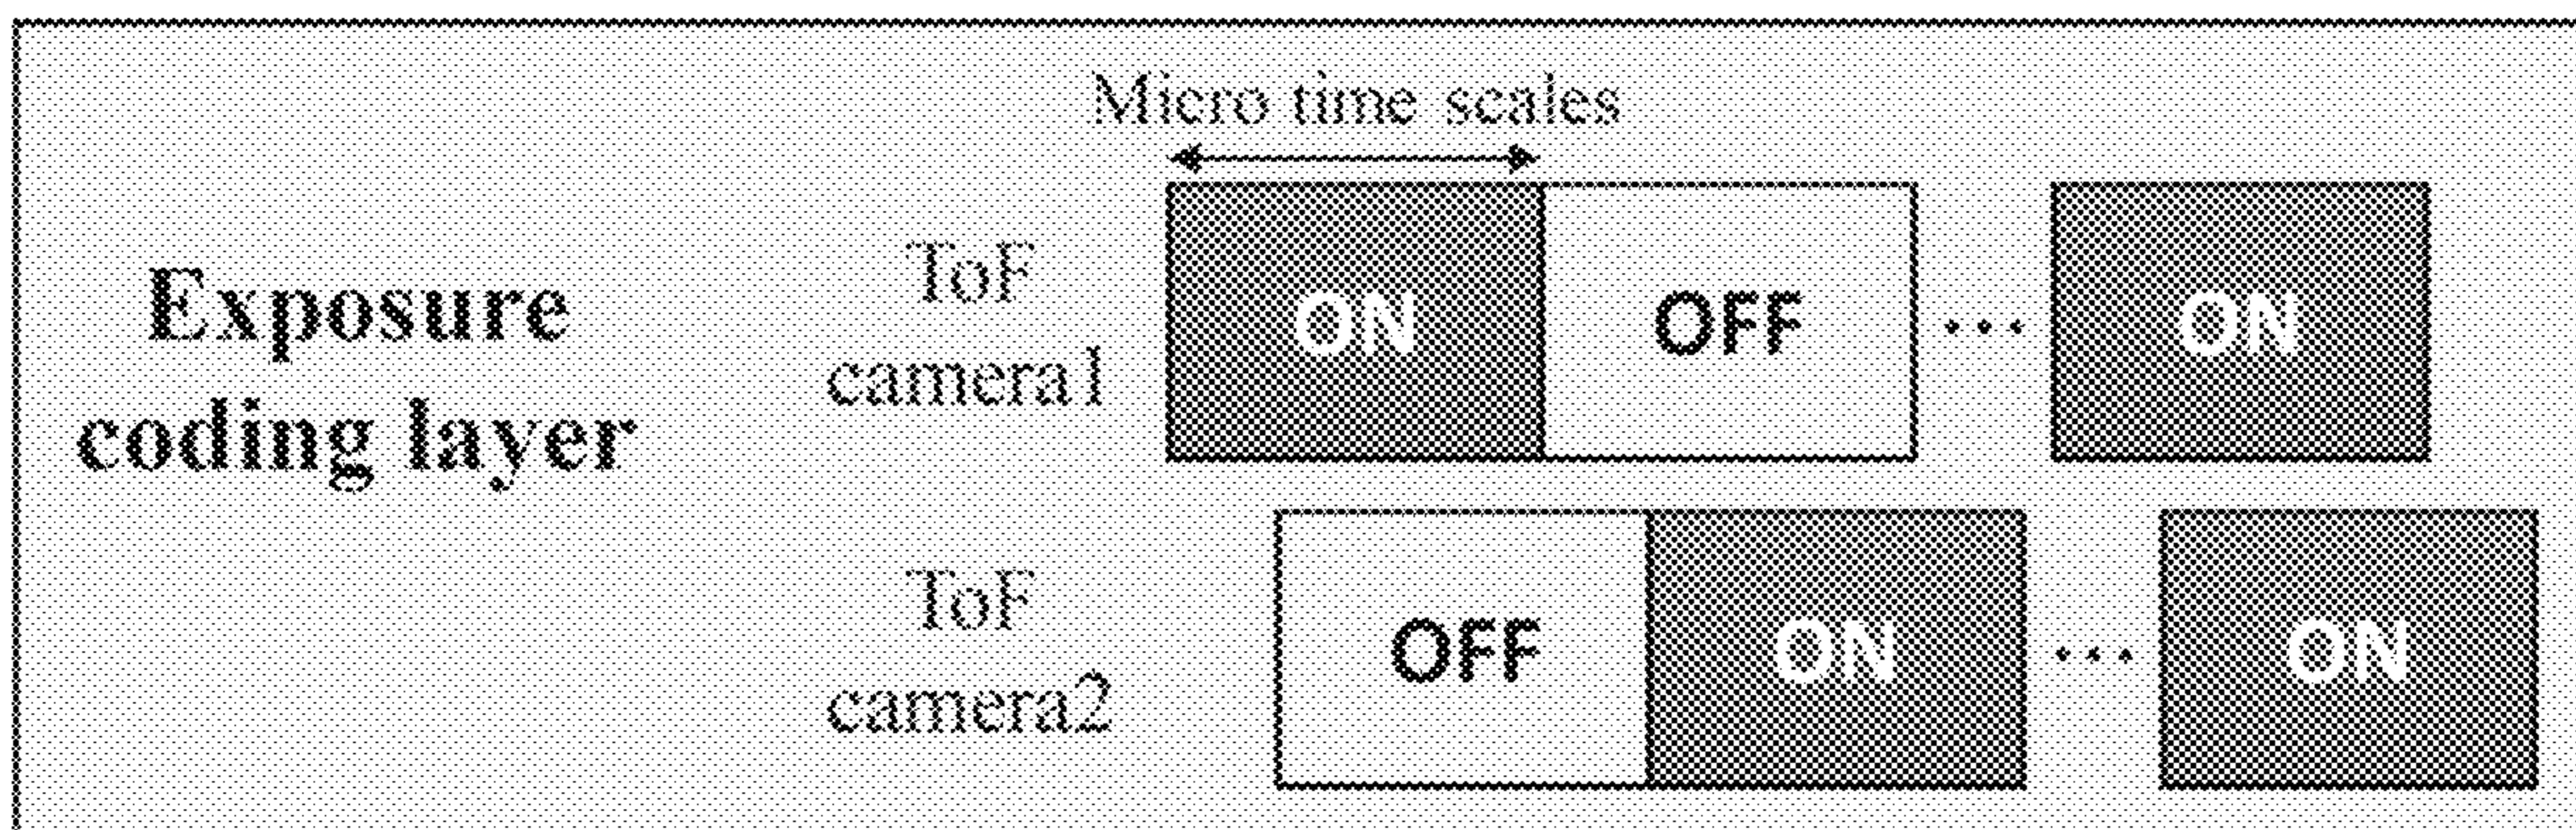 Micro time scales
Exposure
coding layer
ToF
camera1
ON
OFF
...
ON
ToF
camera2
OFF
ON
...
ON